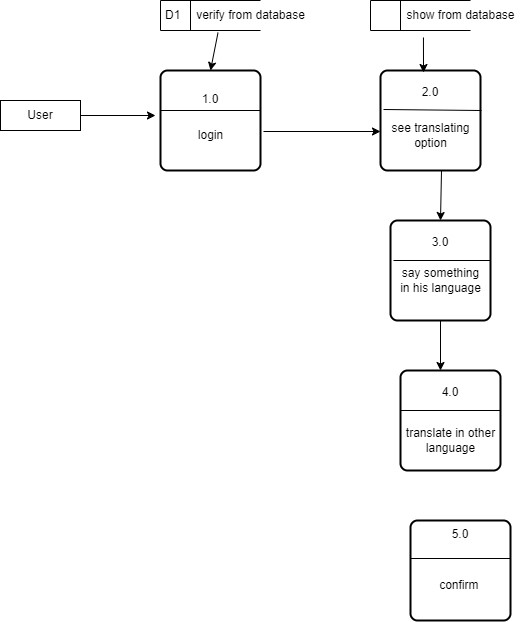 D1 verify from database
show from database
1.0
login
User
2.0
see translating
option
3.0
say something
in his language
4.0
translate in other
language
5.0
confirm